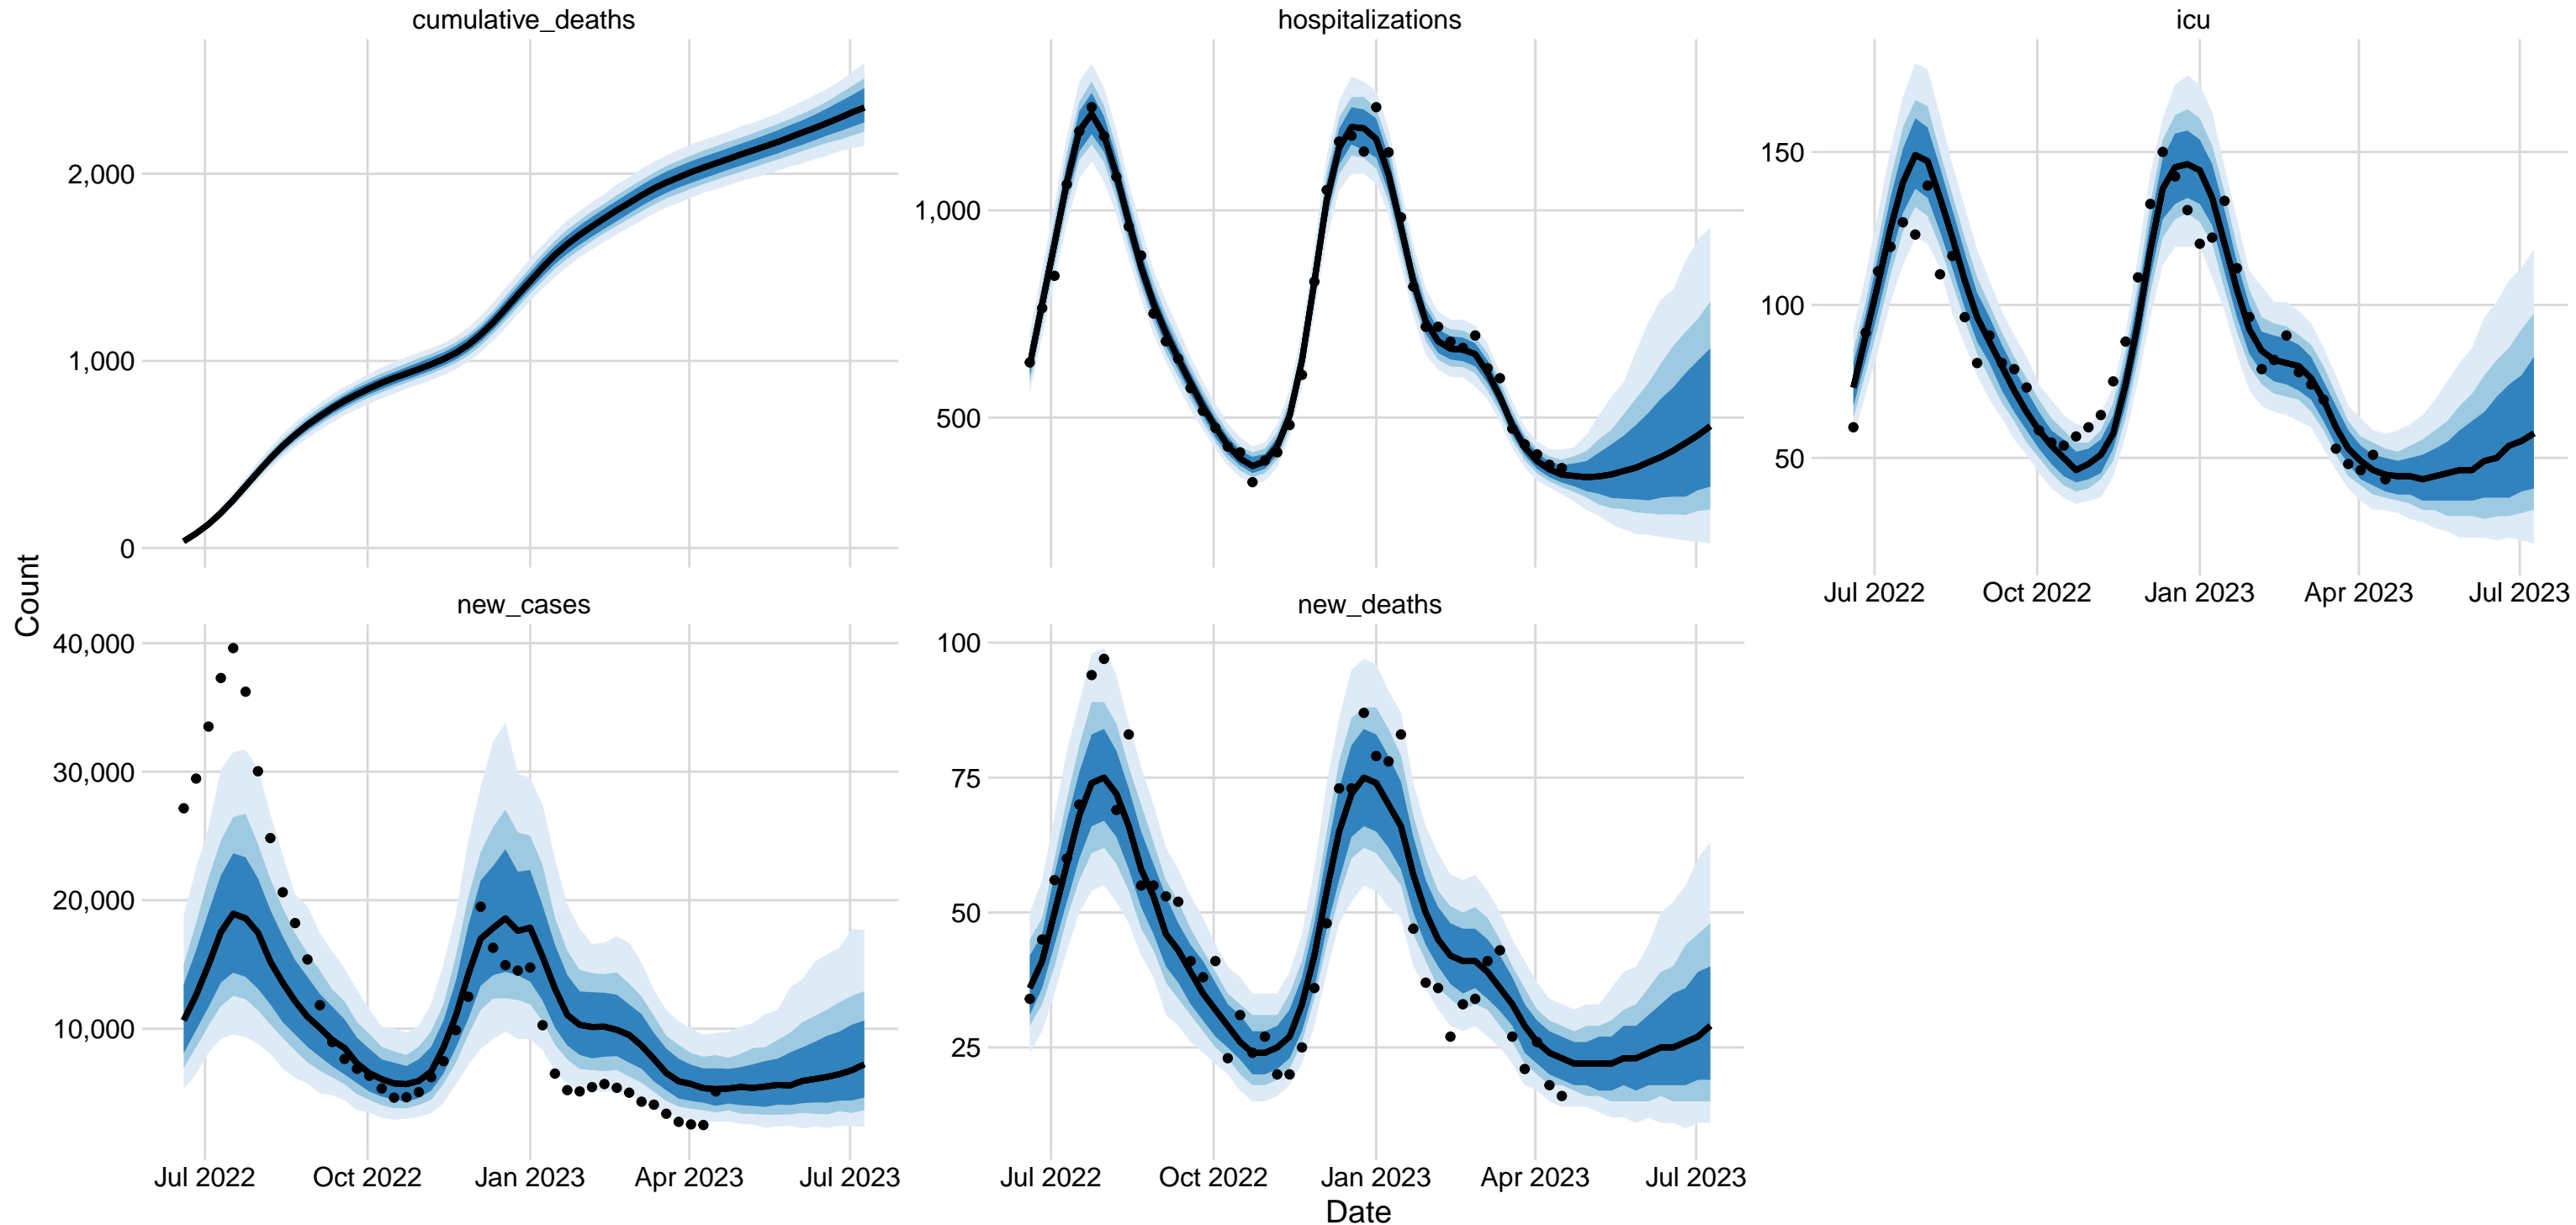 cumulative_deaths
hospitalizations
icu
2,000
1,000
0
1,000
500
150
100
50
Jul 2022 Oct 2022 Jan 2023 Apr 2023 Jul 2023
Count
new_cases
new_deaths
40,000
30,000
20,000
10,000
100
75
50
25
Jul 2022 Oct 2022 Jan 2023 Apr 2023 Jul 2023
Jul 2022 Oct 2022 Jan 2023 Apr 2023 Jul 2023
Date